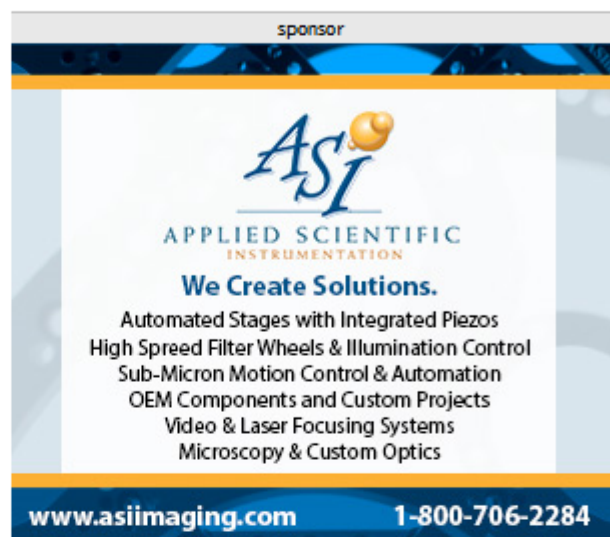 sponsor
ASI
APPLIED SCIENTIFIC
INSTRUMENTATION
We Create Solutions.
Automated Stages with Integrated Piezos
High Spreed Filter Wheels & Illumination Control
Sub-Micron Motion Control & Automation
OEM Components and Custom Projects
Video & Laser Focusing Systems
Microscopy & Custom Optics
www.asiimaging.com 1-800-706-2284